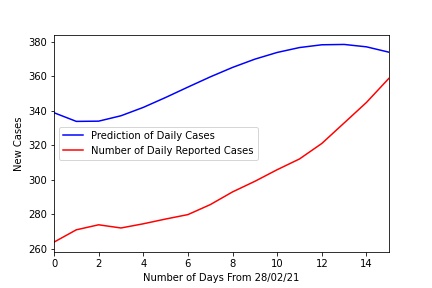 380
360
340
320
300
280
260
New Cases
Prediction of Daily Cases
Number of Daily Reported Cases
0 2 4 6 8 10 12 14
Number of Days From 28/02/21